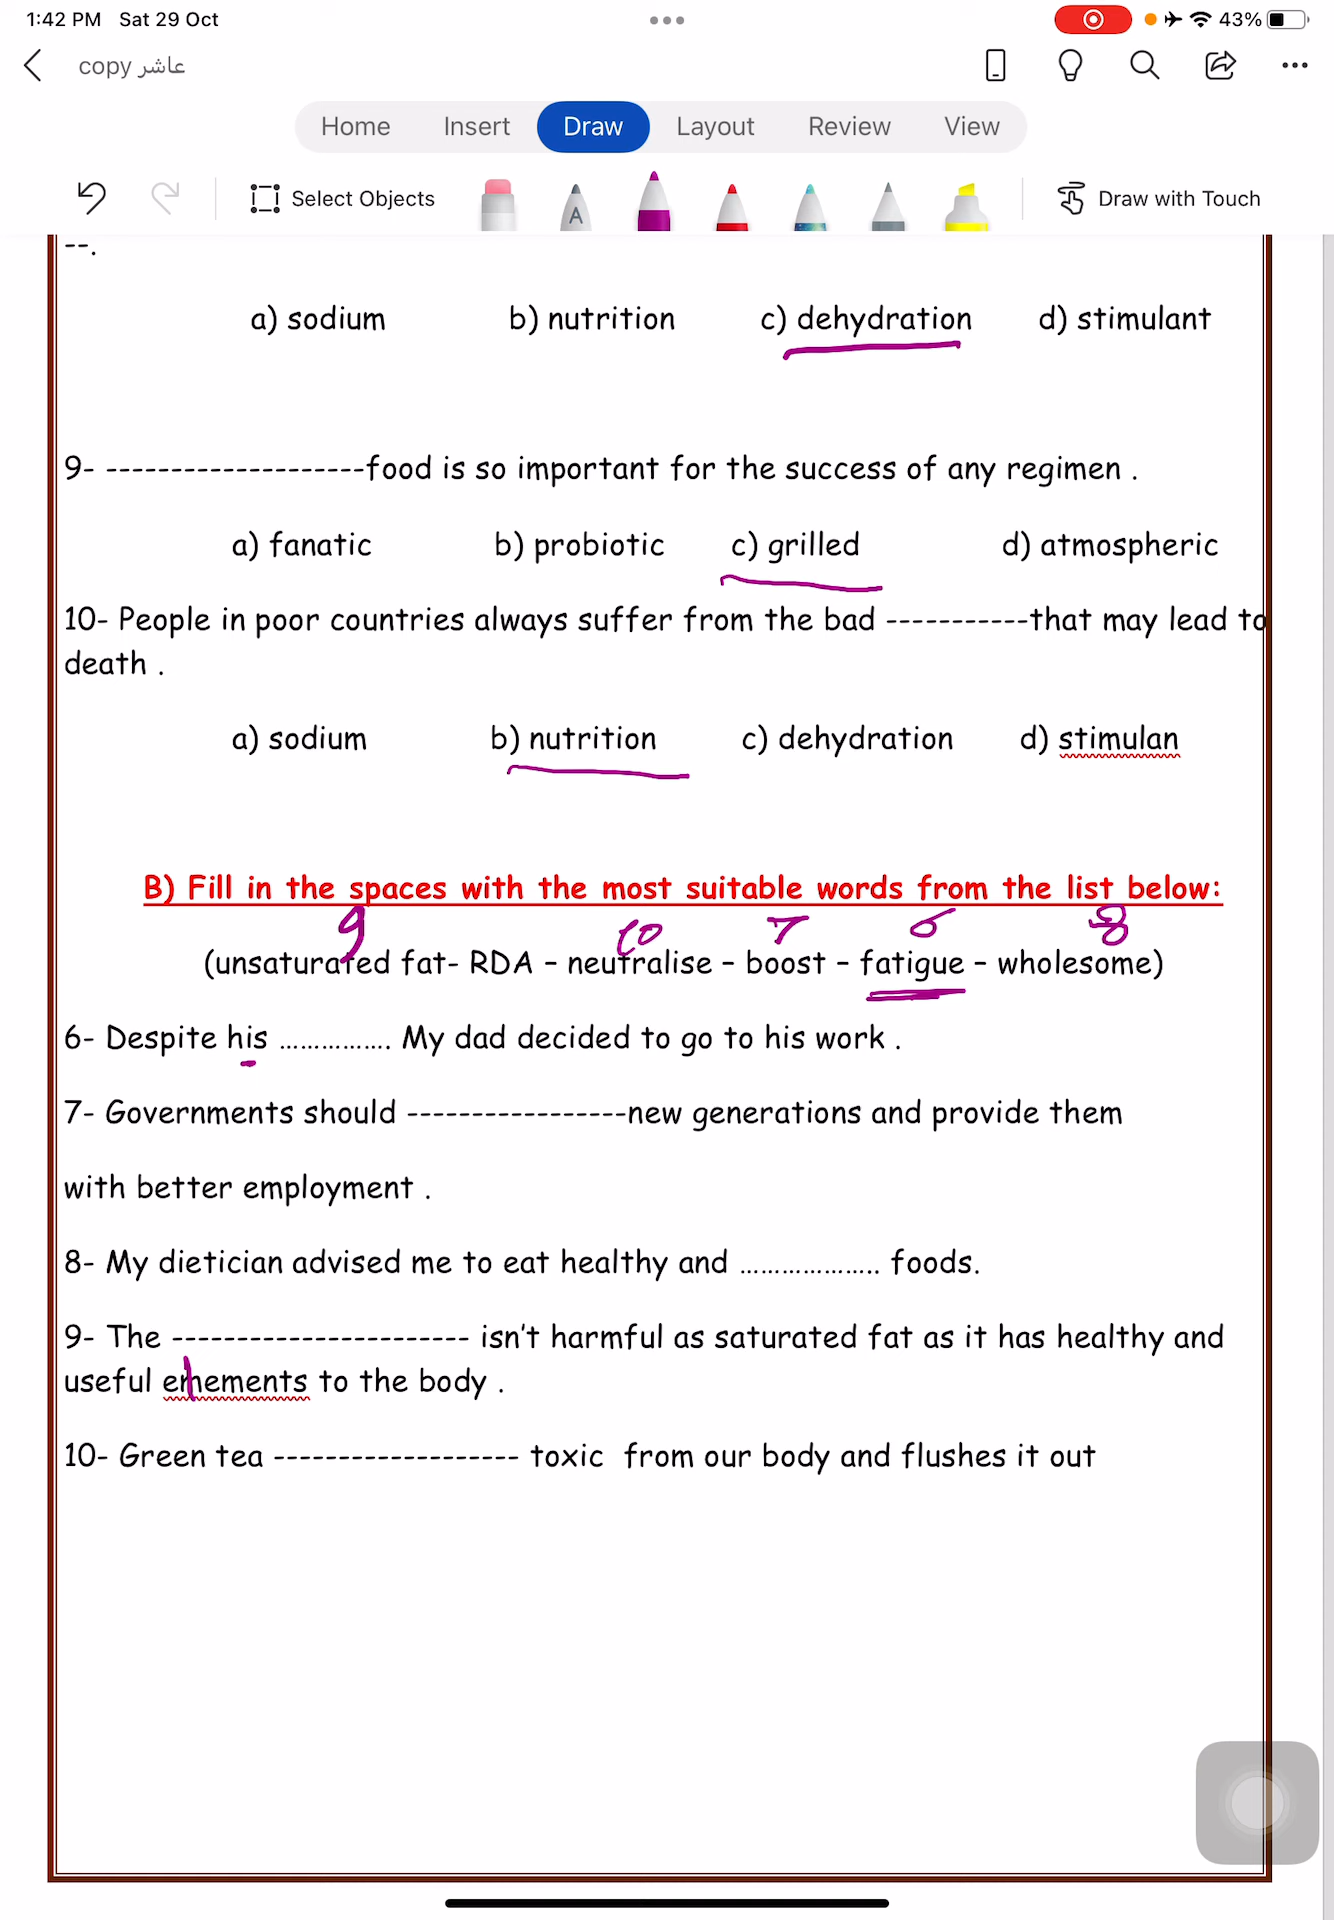 1:42 PM Sat 29 Oct
43%
copy عاشر
Home Insert Draw Layout Review View
Select Objects A Draw with Touch
--.
a) sodium b) nutrition c) dehydration d) stimulant
9- --------------------food is so important for the success of any regimen .
a) fanatic b) probiotic c) grilled d) atmospheric
10- People in poor countries always suffer from the bad -----------that may lead to
death .
a) sodium b) nutrition c) dehydration d) stimulan
B) Fill in the spaces with the most suitable words from the list below:
9 10 7 6 8
(unsaturated fat- RDA – neutralise – boost – fatigue – wholesome)
6- Despite his ................ My dad decided to go to his work .
7- Governments should -----------------new generations and provide them
with better employment .
8- My dietician advised me to eat healthy and .................... foods.
9- The ----------------------- isn't harmful as saturated fat as it has healthy and
useful to the body .
10- Green tea ------------------- toxic from our body and flushes it out